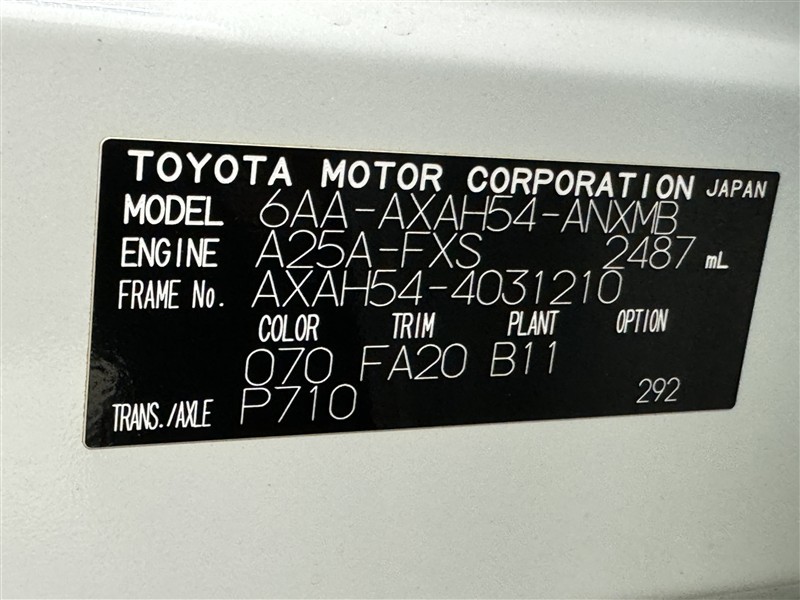 TOYOTA MOTOR CORPORATION JAPAN
MODEL 6AA-AXAH54-ANXMB
ENGINE A25A-FXS 2487 mL
FRAME No. AXAH54-4031210
COLOR TRIM PLANT OPTION
070 FA20 B11
TRANS./AXLE P710 292